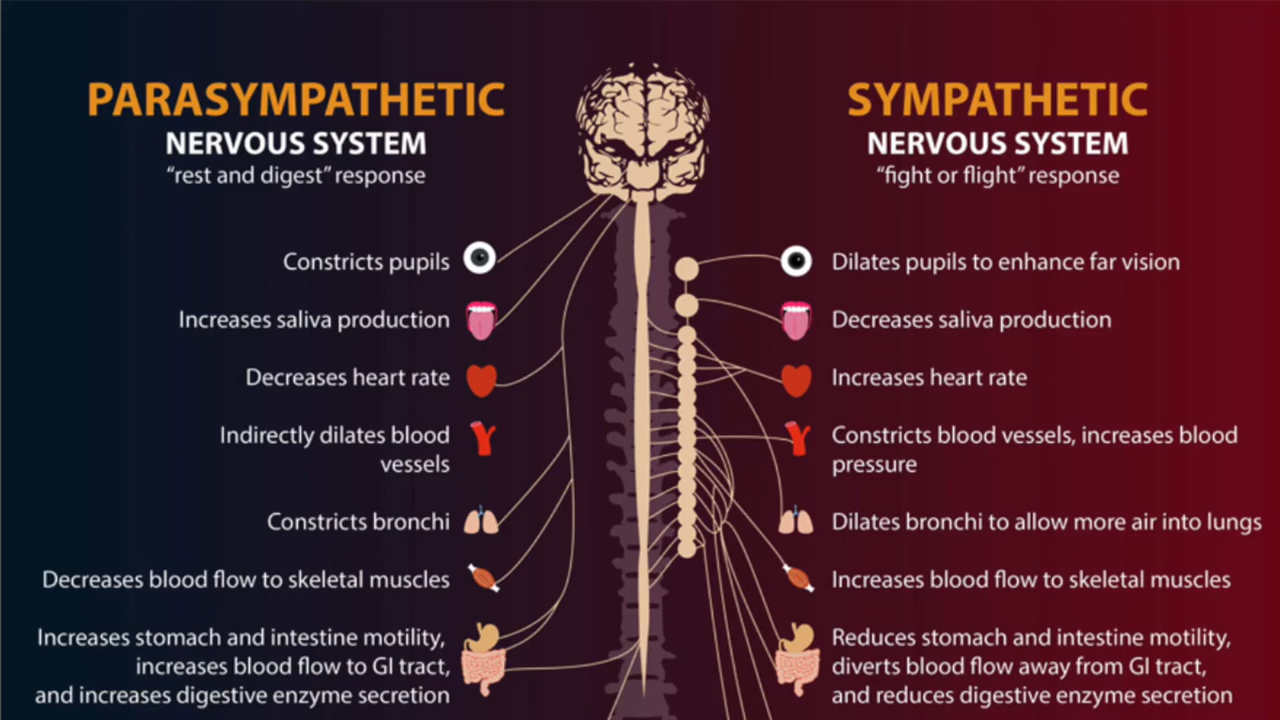 PARASYMPATHETIC
NERVOUS SYSTEM
“rest and digest” response
Constricts pupils
Increases saliva production
Decreases heart rate
Indirectly dilates blood
vessels
Constricts bronchi
Decreases blood flow to skeletal muscles
Increases stomach and intestine motility,
increases blood flow to GI tract,
and increases digestive enzyme secretion
SYMPATHETIC
NERVOUS SYSTEM
“fight or flight” response
Dilates pupils to enhance far vision
Decreases saliva production
Increases heart rate
Constricts blood vessels, increases blood
pressure
Dilates bronchi to allow more air into lungs
Increases blood flow to skeletal muscles
Reduces stomach and intestine motility,
diverts blood flow away from GI tract,
and reduces digestive enzyme secretion